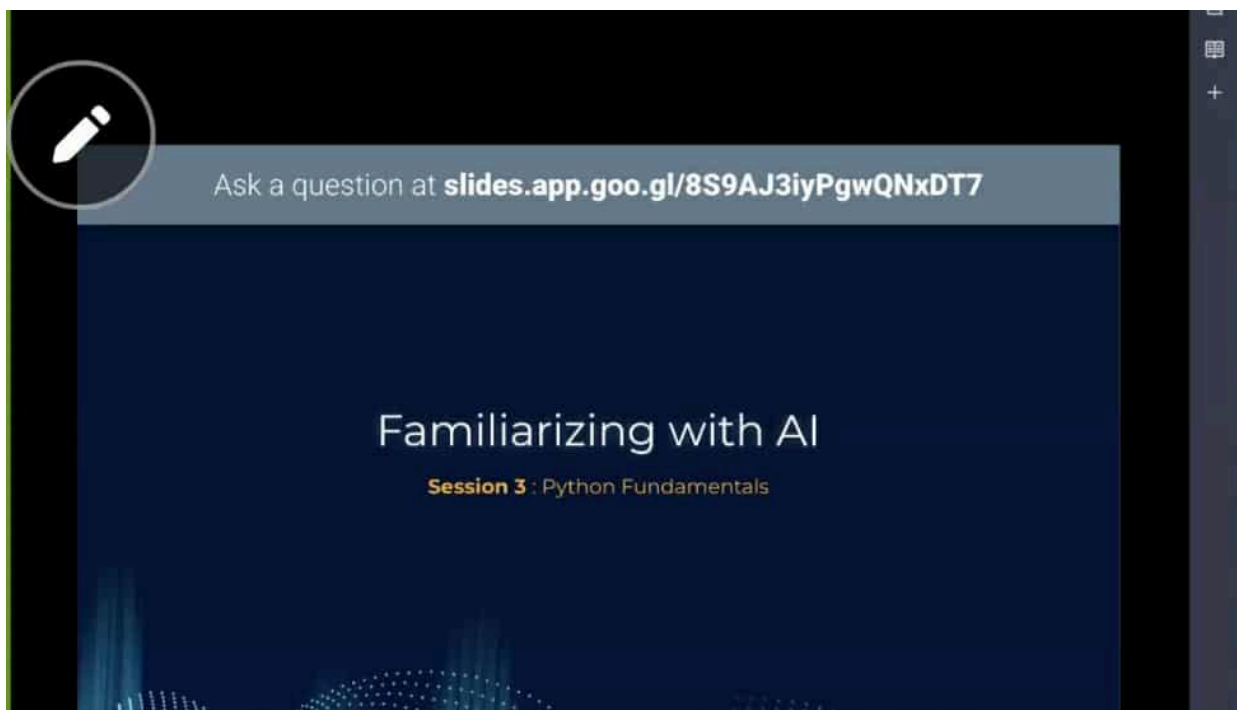 Ask a question at slides.app.goo.gl/8S9AJ3iyPgwQNxDT7
Familiarizing with AI
Session 3 : Python Fundamentals